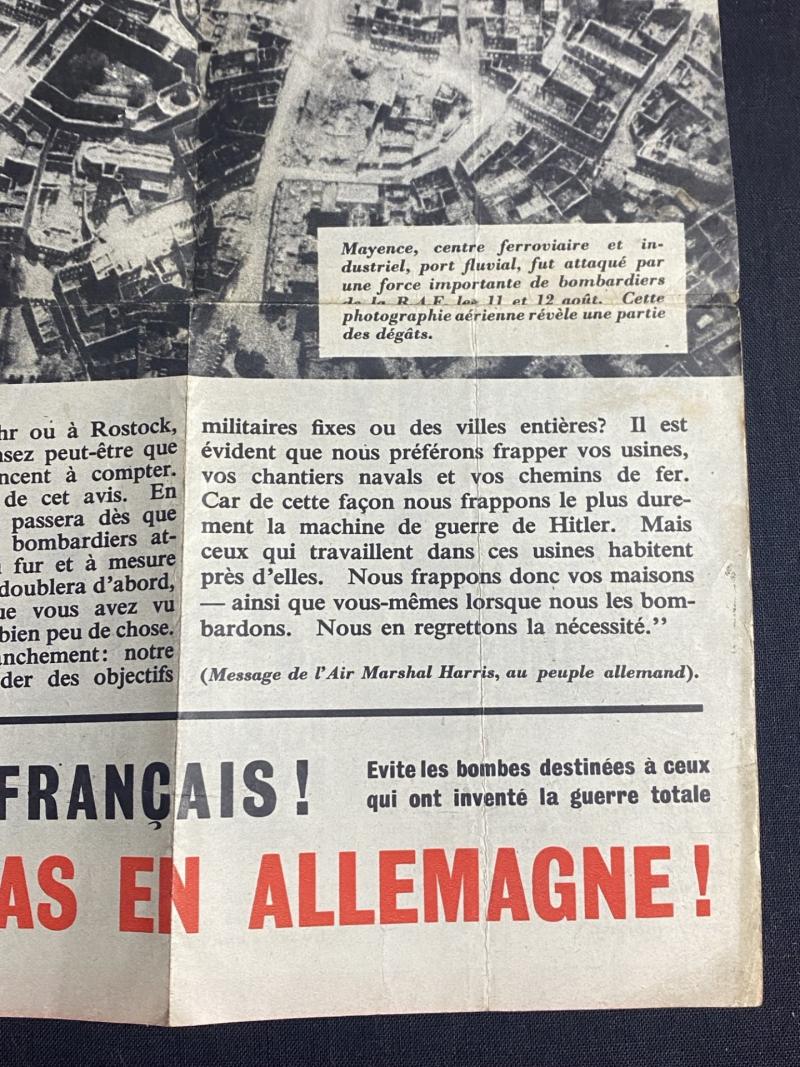 Mayence, centre ferroviaire et in-
dustriel, port fluvial, fut attaqué par
une force importante de bombardiers
de la R.A.F. les 11 et 12 août. Cette
photographie aérienne révèle une partie
des dégâts.
hr ou à Rostock,
nsez peut-être que
ncent à compter.
de cet avis. En
passera dès que
bombardiers at-
fur et à mesure
doublera d'abord,
ue vous avez vu
bien peu de chose.
anchement: notre
der des objectifs
militaires fixes ou des villes entières? Il est
évident que nous préférons frapper vos usines,
vos chantiers navals et vos chemins de fer.
Car de cette façon nous frappons le plus dure-
ment la machine de guerre de Hitler. Mais
ceux qui travaillent dans ces usines habitent
près d'elles. Nous frappons donc vos maisons
— ainsi que vous-mêmes lorsque nous les bom-
bardons. Nous en regrettons la nécessité.”
(Message de l'Air Marshal Harris, au peuple allemand).
FRANÇAIS!
Evite les bombes destinées à ceux
qui ont inventé la guerre totale
AS EN ALLEMAGNE!